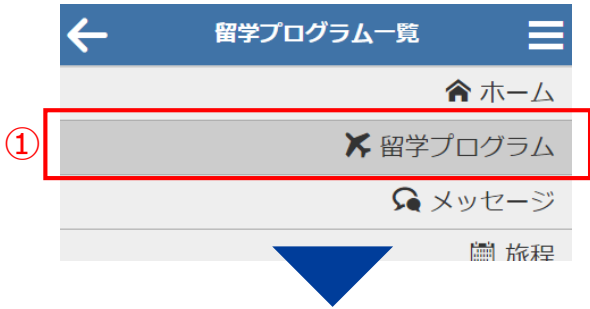 留学プログラム一覧
ホーム
① 留学プログラム
メッセージ
旅程